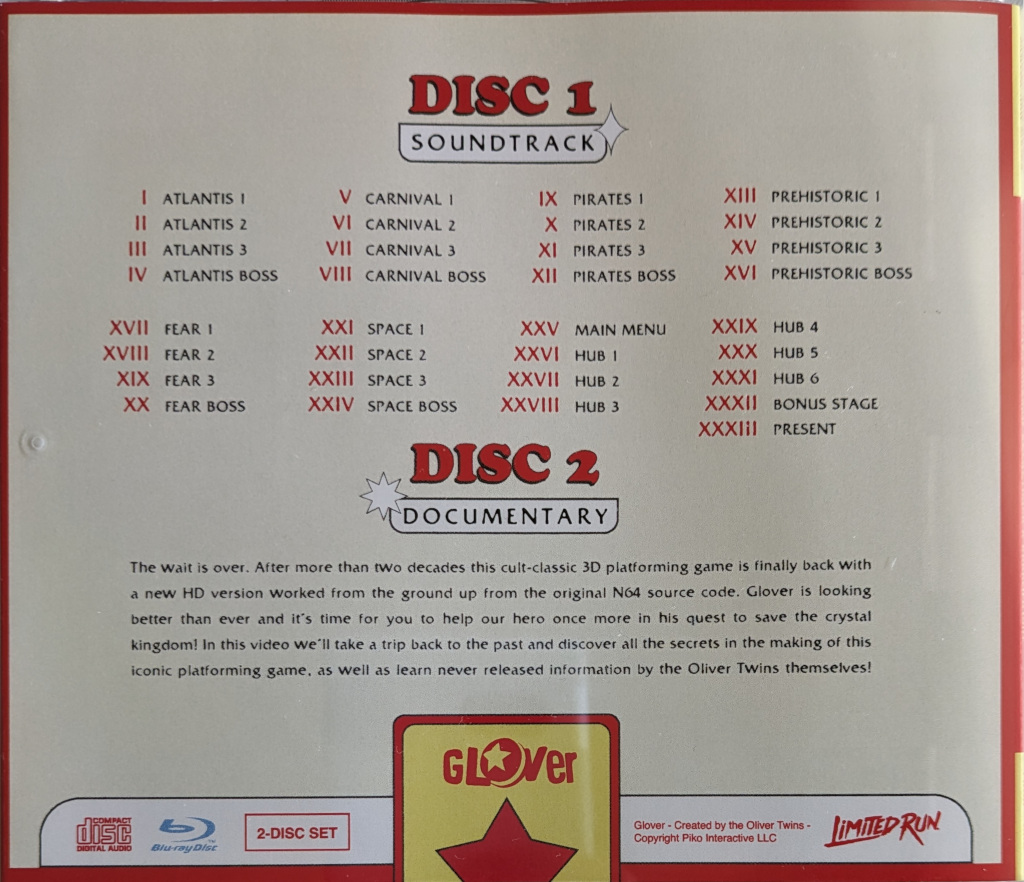 DISC 1
SOUNDTRACK
I ATLANTIS 1
II ATLANTIS 2
III ATLANTIS 3
IV ATLANTIS BOSS
V CARNIVAL 1
VI CARNIVAL 2
VII CARNIVAL 3
VIII CARNIVAL BOSS
IX PIRATES 1
X PIRATES 2
XI PIRATES 3
XII PIRATES BOSS
XIII PREHISTORIC 1
XIV PREHISTORIC 2
XV PREHISTORIC 3
XVI PREHISTORIC BOSS
XVII FEAR 1
XVIII FEAR 2
XIX FEAR 3
XX FEAR BOSS
XXI SPACE 1
XXII SPACE 2
XXIII SPACE 3
XXIV SPACE BOSS
XXV MAIN MENU
XXVI HUB 1
XXVII HUB 2
XXVIII HUB 3
XXIX HUB 4
XXX HUB 5
XXXI HUB 6
XXXII BONUS STAGE
XXXIII PRESENT
DISC 2
DOCUMENTARY
The wait is over. After more than two decades this cult-classic 3D platforming game is finally back with
a new HD version worked from the ground up from the original N64 source code. Glover is looking
better than ever and it's time for you to help our hero once more in his quest to save the crystal
kingdom! In this video we'll take a trip back to the past and discover all the secrets in the making of this
iconic platforming game, as well as learn never released information by the Oliver Twins themselves!
GLOVER
COMPACT
disc
DIGITAL AUDIO
Blu-ray Disc
2-DISC SET
Glover - Created by the Oliver Twins -
Copyright Piko Interactive LLC
LIMITED RUN